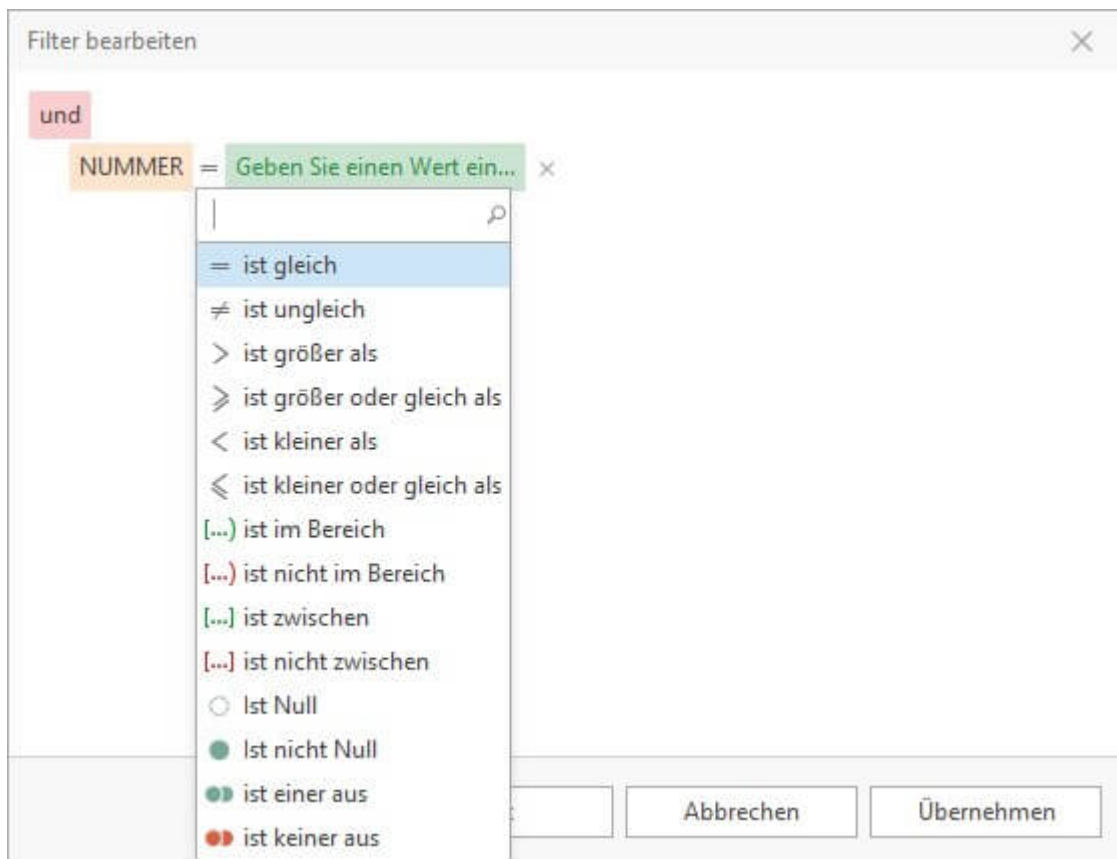 Filter bearbeiten
und
NUMMER = Geben Sie einen Wert ein...
= ist gleich
≠ ist ungleich
> ist größer als
⩾ ist größer oder gleich als
< ist kleiner als
⩽ ist kleiner oder gleich als
[...) ist im Bereich
[...) ist nicht im Bereich
[...] ist zwischen
[...] ist nicht zwischen
Ist Null
Ist nicht Null
ist einer aus
ist keiner aus
Abbrechen
Übernehmen